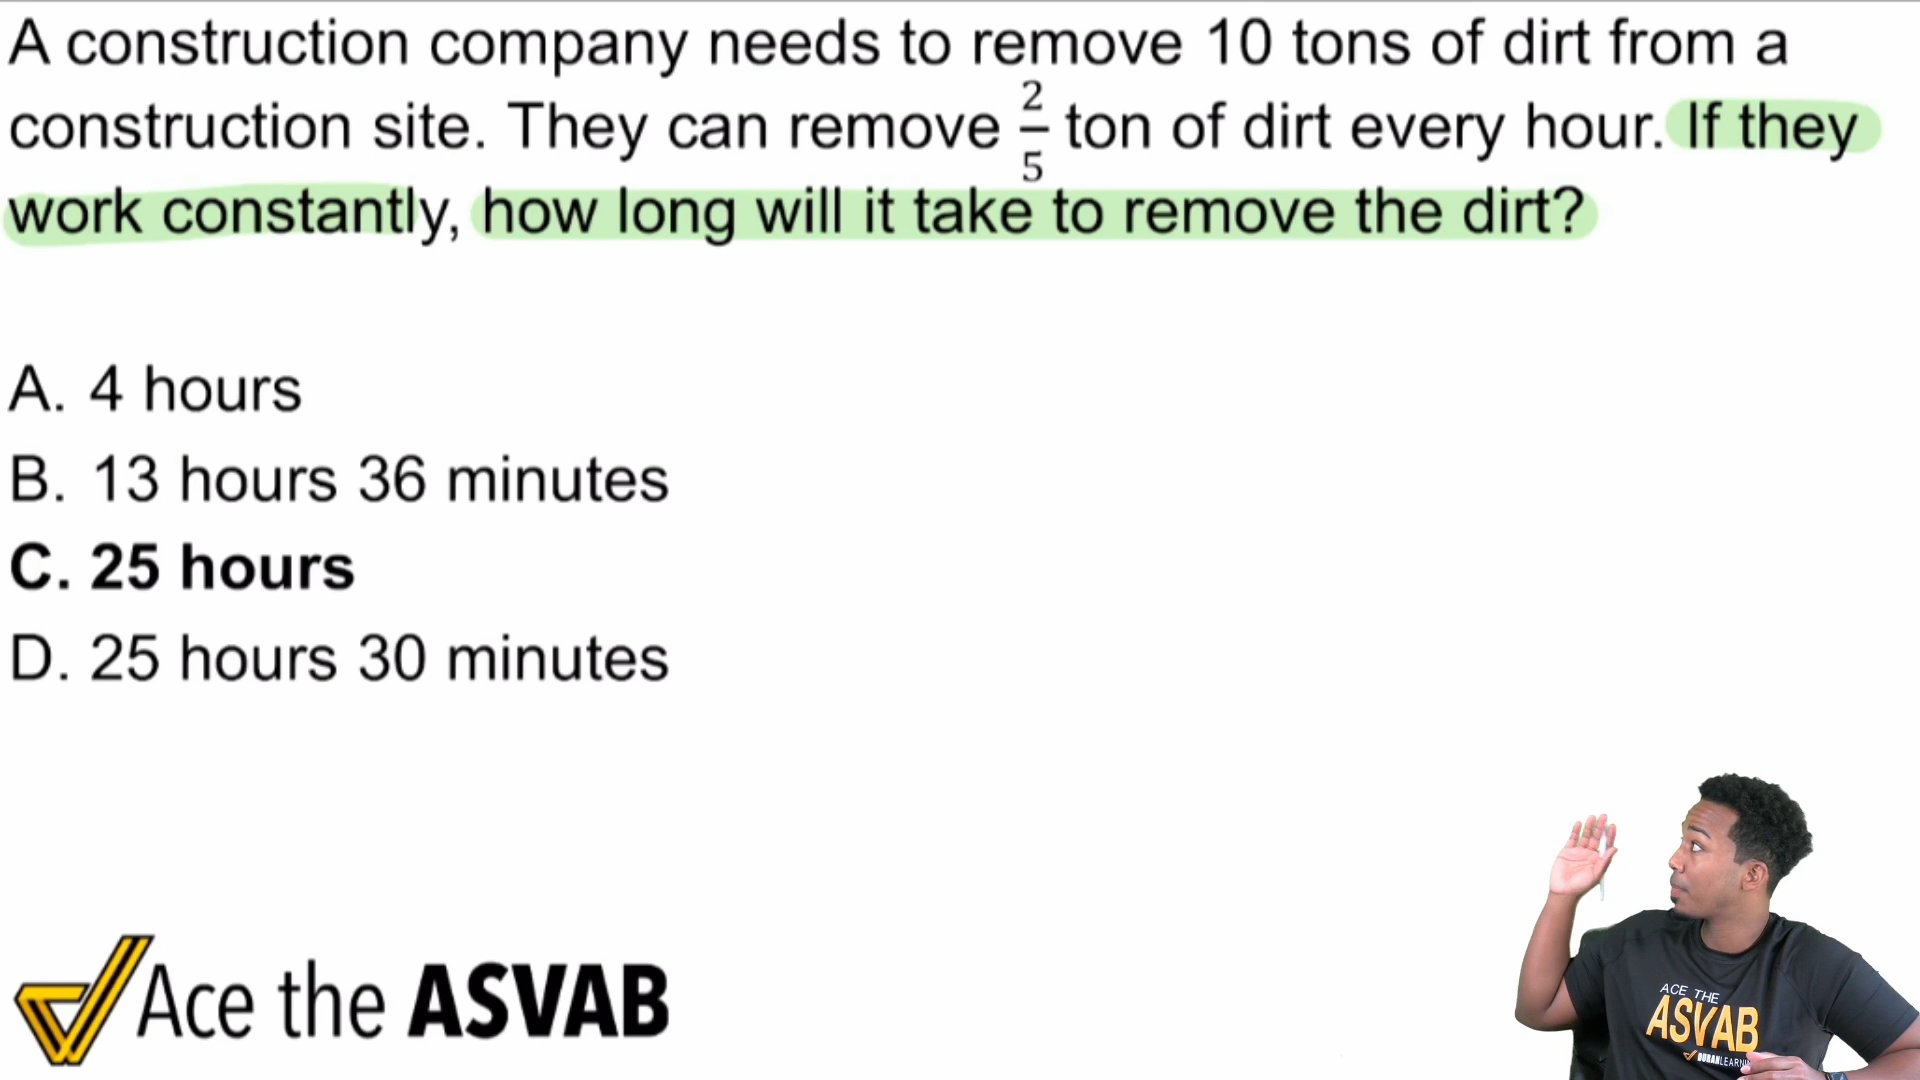 A construction company needs to remove 10 tons of dirt from a
construction site. They can remove 2/5 ton of dirt every hour. If they
work constantly, how long will it take to remove the dirt?
A. 4 hours
B. 13 hours 36 minutes
C. 25 hours
D. 25 hours 30 minutes
Ace the ASVAB
ACE THE
ASVAB